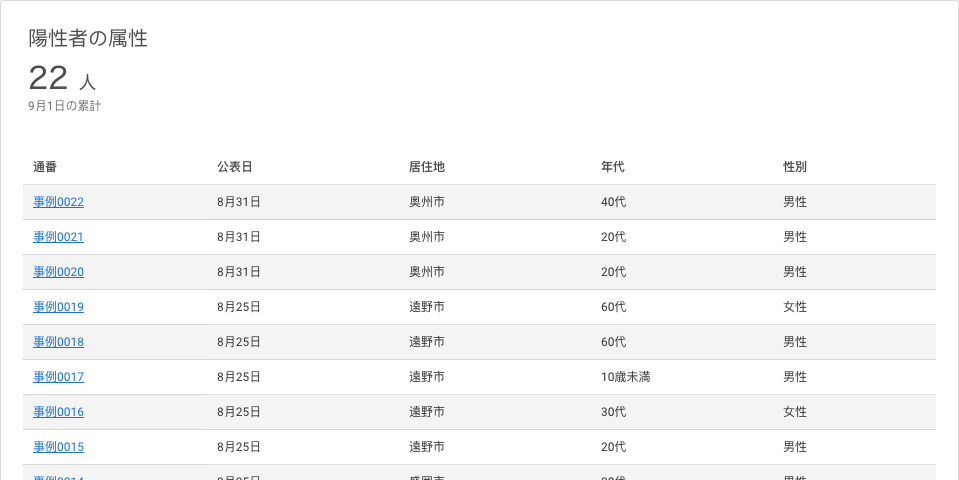 陽性者の属性
22 人
9月1日の累計
通番 公表日 居住地 年代 性別
事例0022 8月31日 奥州市 40代 男性
事例0021 8月31日 奥州市 20代 男性
事例0020 8月31日 奥州市 20代 男性
事例0019 8月25日 遠野市 60代 女性
事例0018 8月25日 遠野市 60代 男性
事例0017 8月25日 遠野市 10歳未満 男性
事例0016 8月25日 遠野市 30代 女性
事例0015 8月25日 遠野市 20代 男性